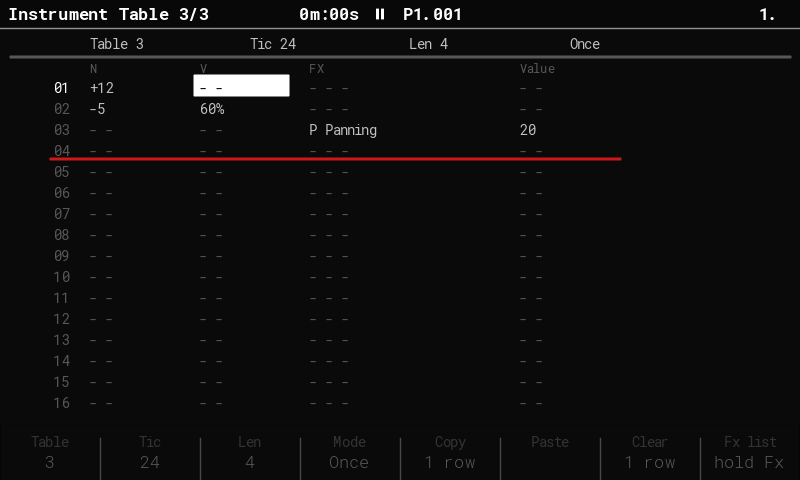 Instrument Table 3/3 0m:00s ⏸ P1.001 1.
Table 3 Tic 24 Len 4 Once
N V FX Value
01 +12 - - - - - - -
02 -5 60% - - - - -
03 - - - - P Panning 20
04 - - - - - - - - -
05 - - - - - - - - -
06 - - - - - - - - -
07 - - - - - - - - -
08 - - - - - - - - -
09 - - - - - - - - -
10 - - - - - - - - -
11 - - - - - - - - -
12 - - - - - - - - -
13 - - - - - - - - -
14 - - - - - - - - -
15 - - - - - - - - -
16 - - - - - - - - -
Table Tic Len Mode Copy Paste Clear Fx list
3 24 4 Once 1 row 1 row hold Fx